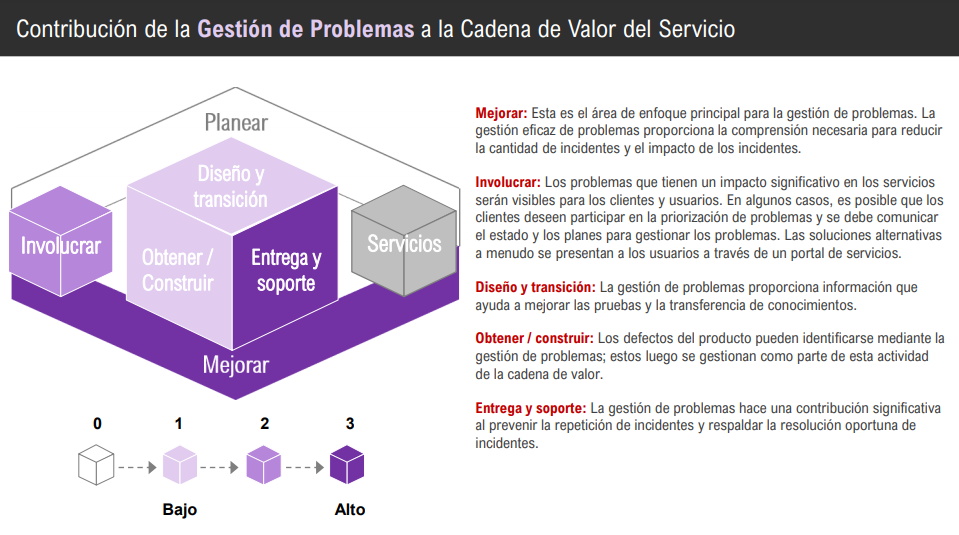 Contribución de la Gestión de Problemas a la Cadena de Valor del Servicio
Planear
Diseño y
transición
Involucrar
Obtener /
Construir
Entrega y
soporte
Servicios
Mejorar
0 1 2 3
Bajo Alto
Mejorar: Esta es el área de enfoque principal para la gestión de problemas. La
gestión eficaz de problemas proporciona la comprensión necesaria para reducir
la cantidad de incidentes y el impacto de los incidentes.
Involucrar: Los problemas que tienen un impacto significativo en los servicios
serán visibles para los clientes y usuarios. En algunos casos, es posible que los
clientes deseen participar en la priorización de problemas y se debe comunicar
el estado y los planes para gestionar los problemas. Las soluciones alternativas
a menudo se presentan a los usuarios a través de un portal de servicios.
Diseño y transición: La gestión de problemas proporciona información que
ayuda a mejorar las pruebas y la transferencia de conocimientos.
Obtener / construir: Los defectos del producto pueden identificarse mediante la
gestión de problemas; estos luego se gestionan como parte de esta actividad
de la cadena de valor.
Entrega y soporte: La gestión de problemas hace una contribución significativa
al prevenir la repetición de incidentes y respaldar la resolución oportuna de
incidentes.